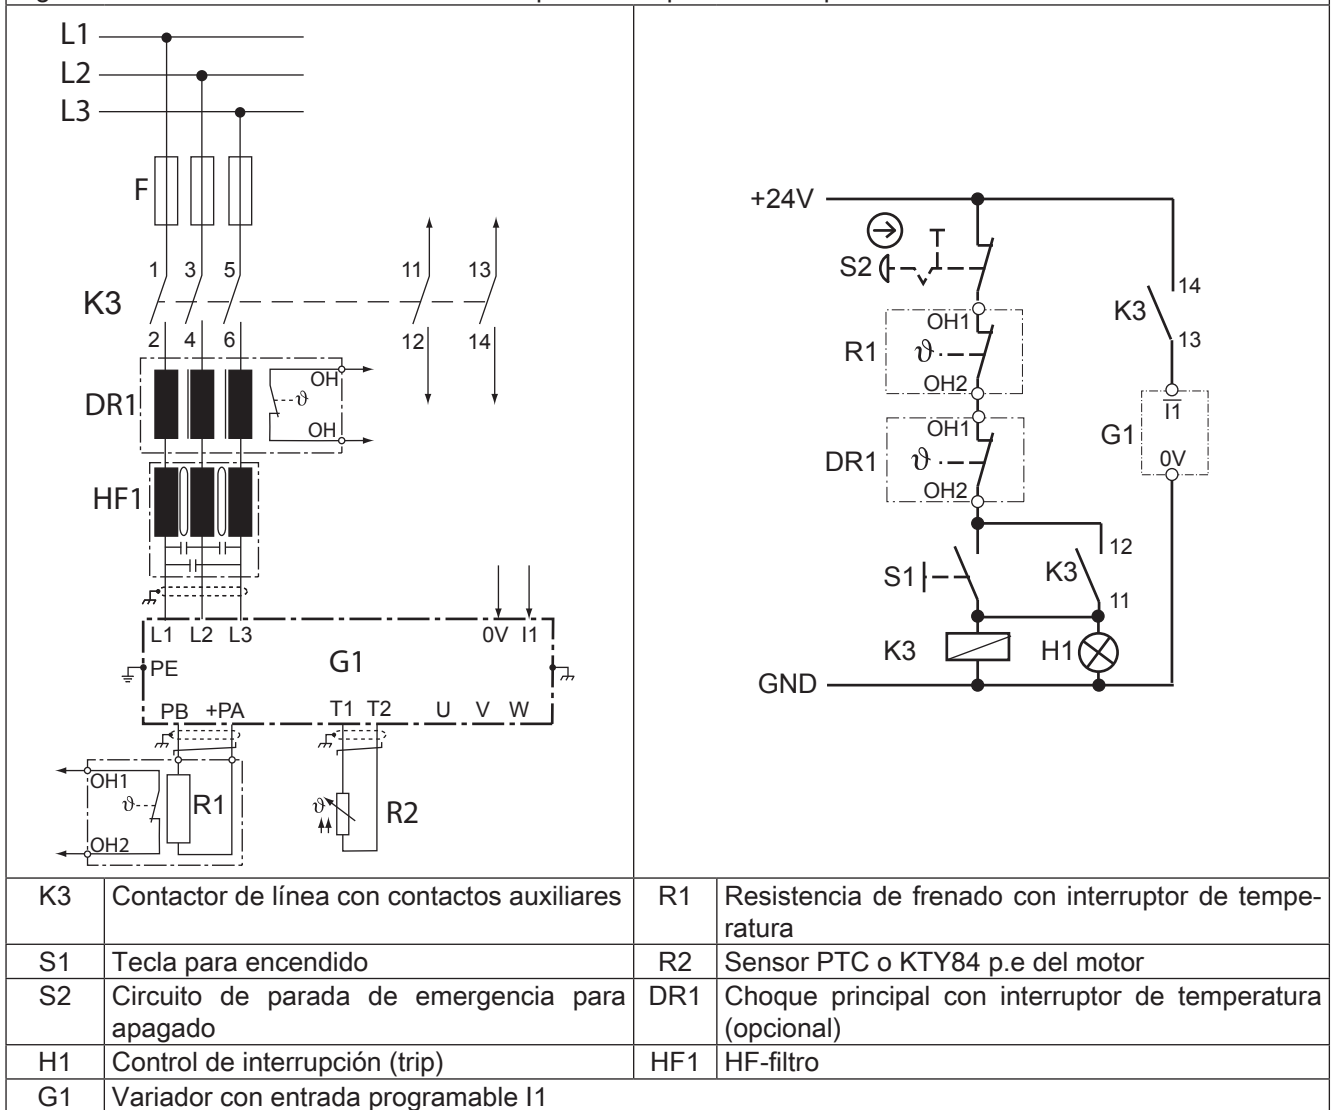 L1
L2
L3
F
1 3 5 11 13
K3
2 4 6 12 14
DR1
OH
ϑ
OH
HF1
L1 L2 L3 0V I1
PE
G1
PB +PA T1 T2 U V W
OH1
ϑ
R1
OH2
ϑ
R2
+24V
S2
OH1
R1
ϑ
OH2
OH1
DR1
ϑ
OH2
S1
K3
12
11
K3
H1
GND
14
K3
13
I1
G1
0V
K3 Contactor de línea con contactos auxiliares
R1 Resistencia de frenado con interruptor de tempe-
ratura
S1 Tecla para encendido
R2 Sensor PTC o KTY84 p.e del motor
S2 Circuito de parada de emergencia para
apagado
DR1 Choque principal con interruptor de temperatura
(opcional)
H1 Control de interrupción (trip)
HF1 HF-filtro
G1 Variador con entrada programable I1